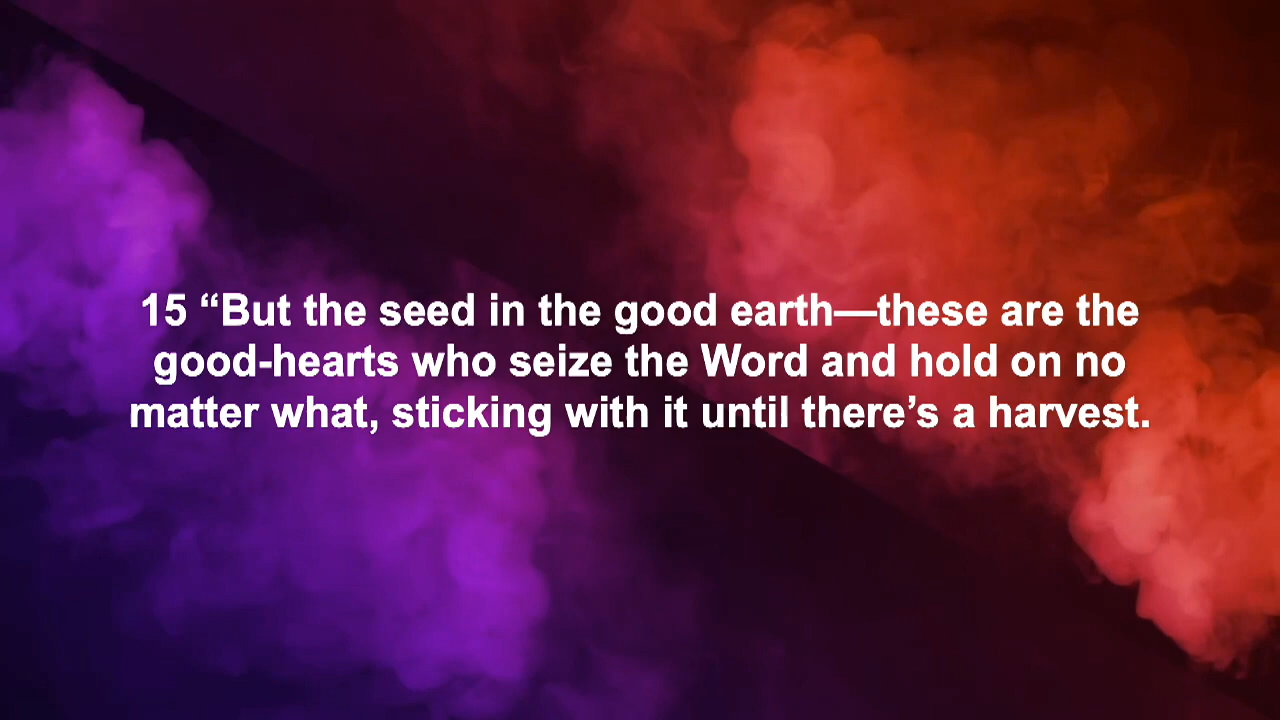 15 “But the seed in the good earth—these are the
good-hearts who seize the Word and hold on no
matter what, sticking with it until there’s a harvest.